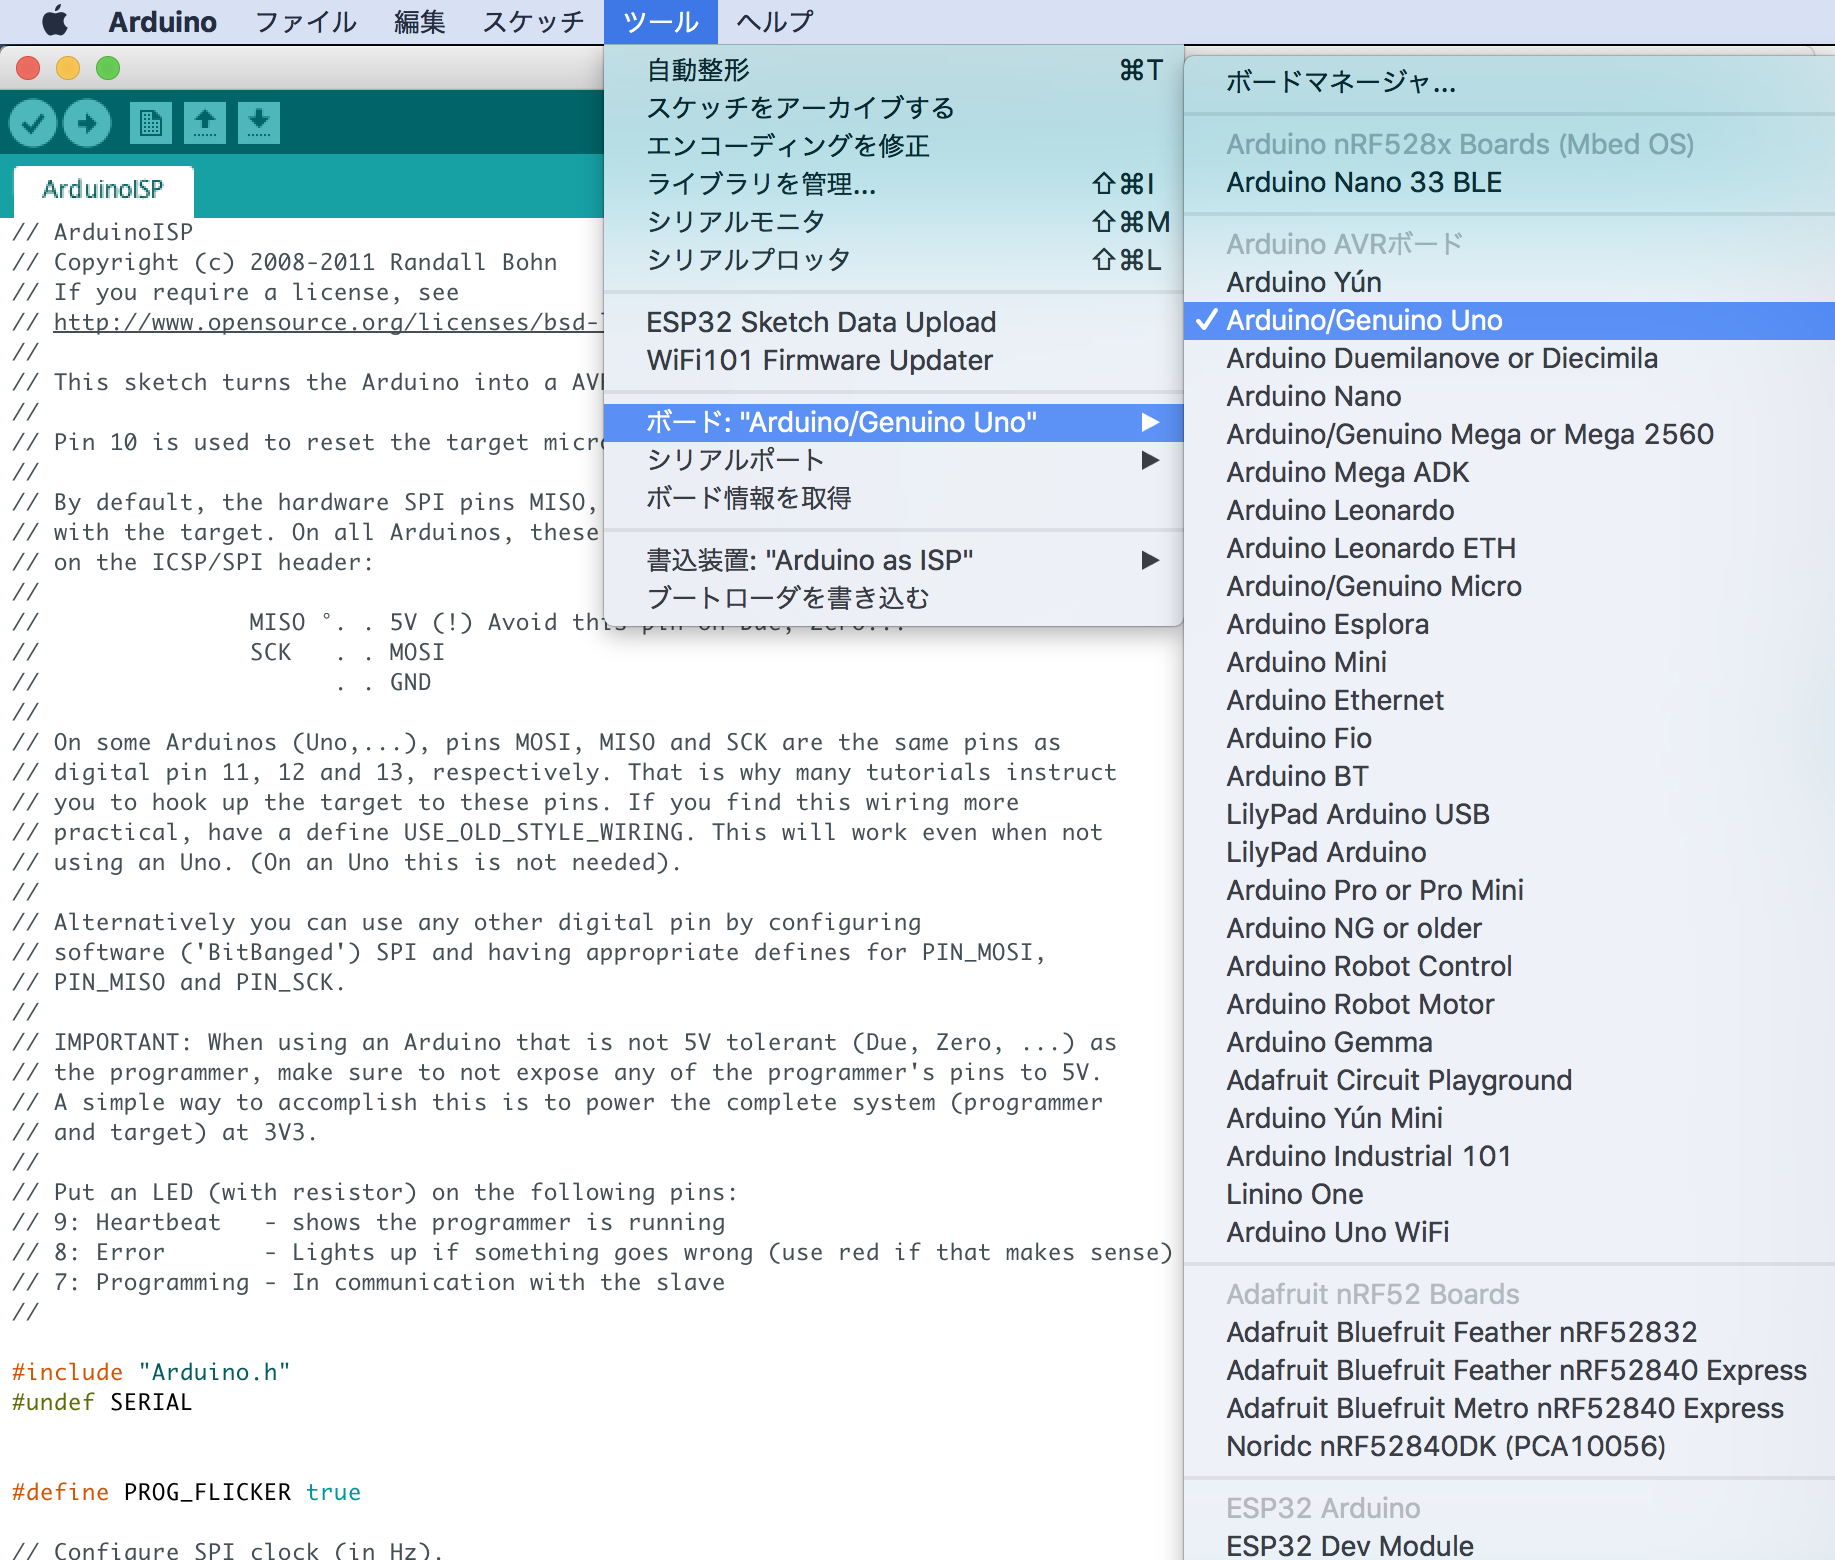 Arduino ファイル 編集 スケッチ ツール ヘルプ
自動整形 ⌘T
スケッチをアーカイブする
エンコーディングを修正
ライブラリを管理... ⇧⌘I
シリアルモニタ ⇧⌘M
シリアルプロッタ ⇧⌘L
ESP32 Sketch Data Upload
WiFi101 Firmware Updater
ボード: "Arduino/Genuino Uno" ▶
シリアルポート ▶
ボード情報を取得
書込装置: "Arduino as ISP" ▶
ブートローダを書き込む
ボードマネージャ...
Arduino nRF528x Boards (Mbed OS)
Arduino Nano 33 BLE
Arduino AVRボード
Arduino Yún
✓ Arduino/Genuino Uno
Arduino Duemilanove or Diecimila
Arduino Nano
Arduino/Genuino Mega or Mega 2560
Arduino Mega ADK
Arduino Leonardo
Arduino Leonardo ETH
Arduino/Genuino Micro
Arduino Esplora
Arduino Mini
Arduino Ethernet
Arduino Fio
Arduino BT
LilyPad Arduino USB
LilyPad Arduino
Arduino Pro or Pro Mini
Arduino NG or older
Arduino Robot Control
Arduino Robot Motor
Arduino Gemma
Adafruit Circuit Playground
Arduino Yún Mini
Arduino Industrial 101
Linino One
Arduino Uno WiFi
Adafruit nRF52 Boards
Adafruit Bluefruit Feather nRF52832
Adafruit Bluefruit Feather nRF52840 Express
Adafruit Bluefruit Metro nRF52840 Express
Noridc nRF52840DK (PCA10056)
ESP32 Arduino
ESP32 Dev Module
ArduinoISP
// ArduinoISP
// Copyright (c) 2008-2011 Randall Bohn
// If you require a license, see
// http://www.opensource.org/licenses/bsd-
//
// This sketch turns the Arduino into a
//
// Pin 10 is used to reset the target
//
// By default, the hardware SPI pins MISO,
// with the target. On all Arduinos, these
// on the ICSP/SPI header:
//
// MISO °. . 5V (!) Avoid this pin on Due, Zero...
// SCK . . MOSI
// . . GND
//
// On some Arduinos (Uno,...), pins MOSI, MISO and SCK are the same pins as
// digital pin 11, 12 and 13, respectively. That is why many tutorials instruct
// you to hook up the target to these pins. If you find this wiring more
// practical, have a define USE_OLD_STYLE_WIRING. This will work even when not
// using an Uno. (On an Uno this is not needed).
//
// Alternatively you can use any other digital pin by configuring
// software ('BitBanged') SPI and having appropriate defines for PIN_MOSI,
// PIN_MISO and PIN_SCK.
//
// IMPORTANT: When using an Arduino that is not 5V tolerant (Due, Zero, ...) as
// the programmer, make sure to not expose any of the programmer's pins to 5V.
// A simple way to accomplish this is to power the complete system (programmer
// and target) at 3V3.
//
// Put an LED (with resistor) on the following pins:
// 9: Heartbeat - shows the programmer is running
// 8: Error - Lights up if something goes wrong (use red if that makes sense)
// 7: Programming - In communication with the slave
//
#include "Arduino.h"
#undef SERIAL
#define PROG_FLICKER true
// Configure SPI clock (in Hz).